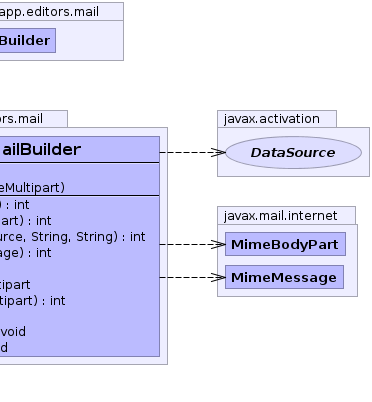 app.editors.mail
Builder
ors.mail
ailBuilder
eMultipart)
) : int
art) : int
urce, String, String) : int
age) : int
tipart
ltipart) : int
void
d
javax.activation
DataSource
javax.mail.internet
MimeBodyPart
MimeMessage